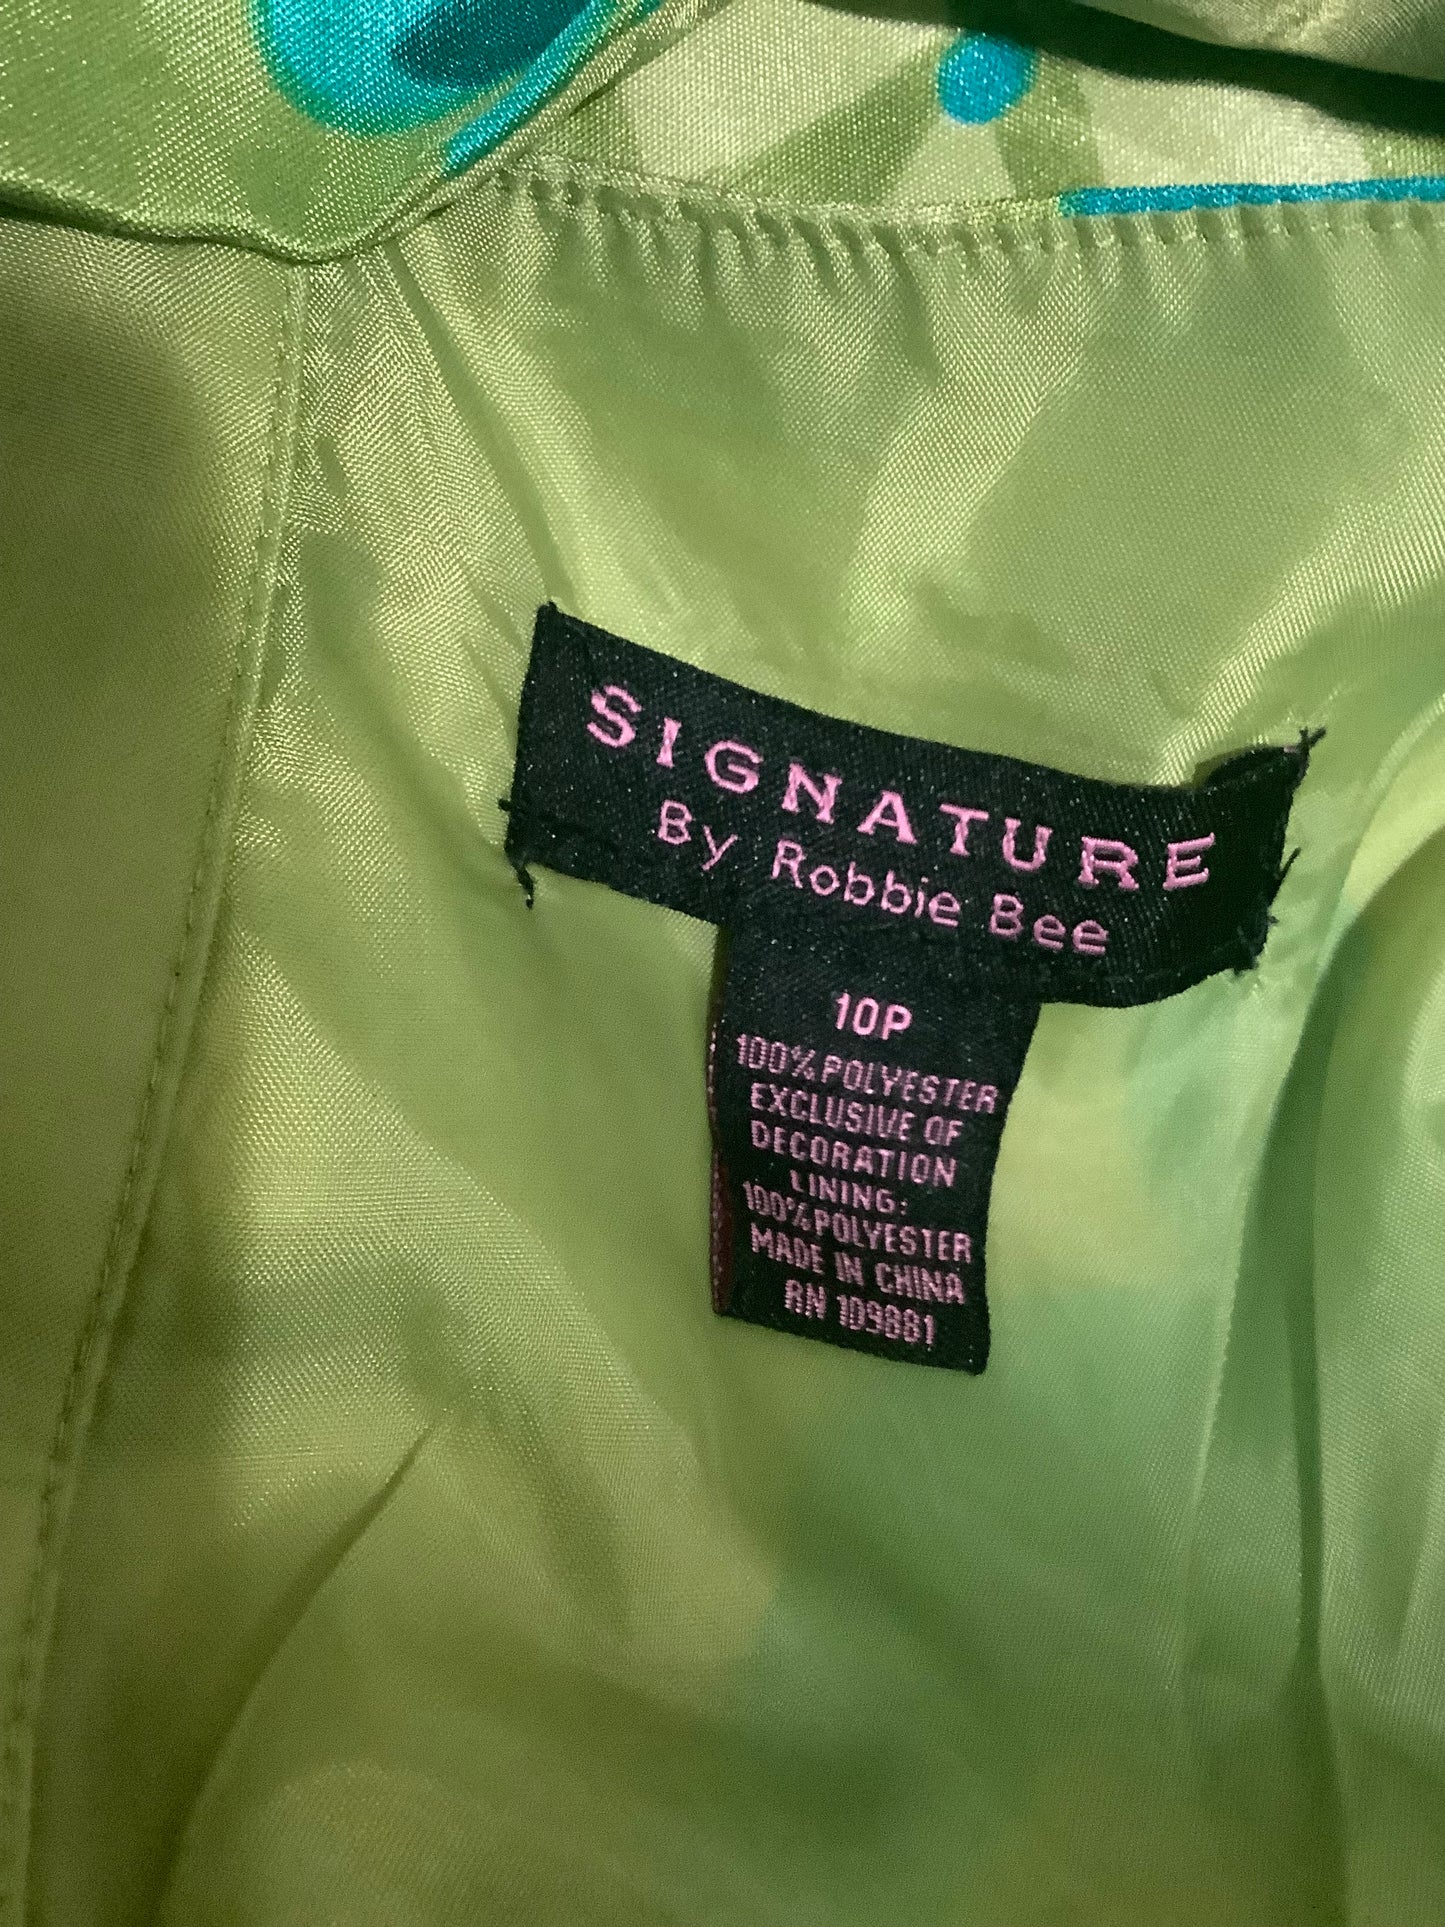 SIGNATURE
By Robbie Bee
10P
100% POLYESTER
EXCLUSIVE OF
DECORATION
LINING:
100% POLYESTER
MADE IN CHINA
RN 109881